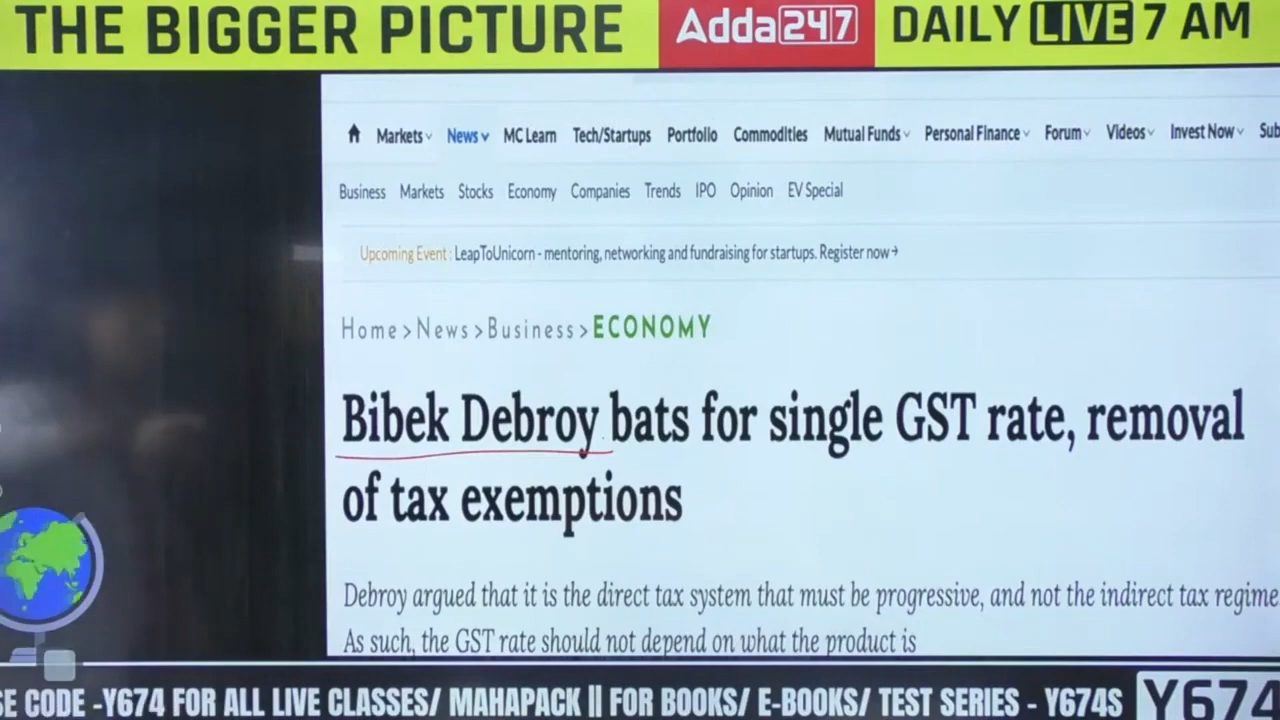 THE BIGGER PICTURE Adda247 DAILY LIVE 7 AM
Markets News MC Learn Tech/Startups Portfolio Commodities Mutual Funds Personal Finance Forum Videos Invest Now Sub
Business Markets Stocks Economy Companies Trends IPO Opinion EV Special
Upcoming Event : LeapToUnicorn - mentoring, networking and fundraising for startups. Register now
Home > News > Business > ECONOMY
Bibek Debroy bats for single GST rate, removal
of tax exemptions
Debroy argued that it is the direct tax system that must be progressive, and not the indirect tax regime.
As such, the GST rate should not depend on what the product is
SE CODE -Y674 FOR ALL LIVE CLASSES/ MAHAPACK || FOR BOOKS/ E-BOOKS/ TEST SERIES - Y674S Y674